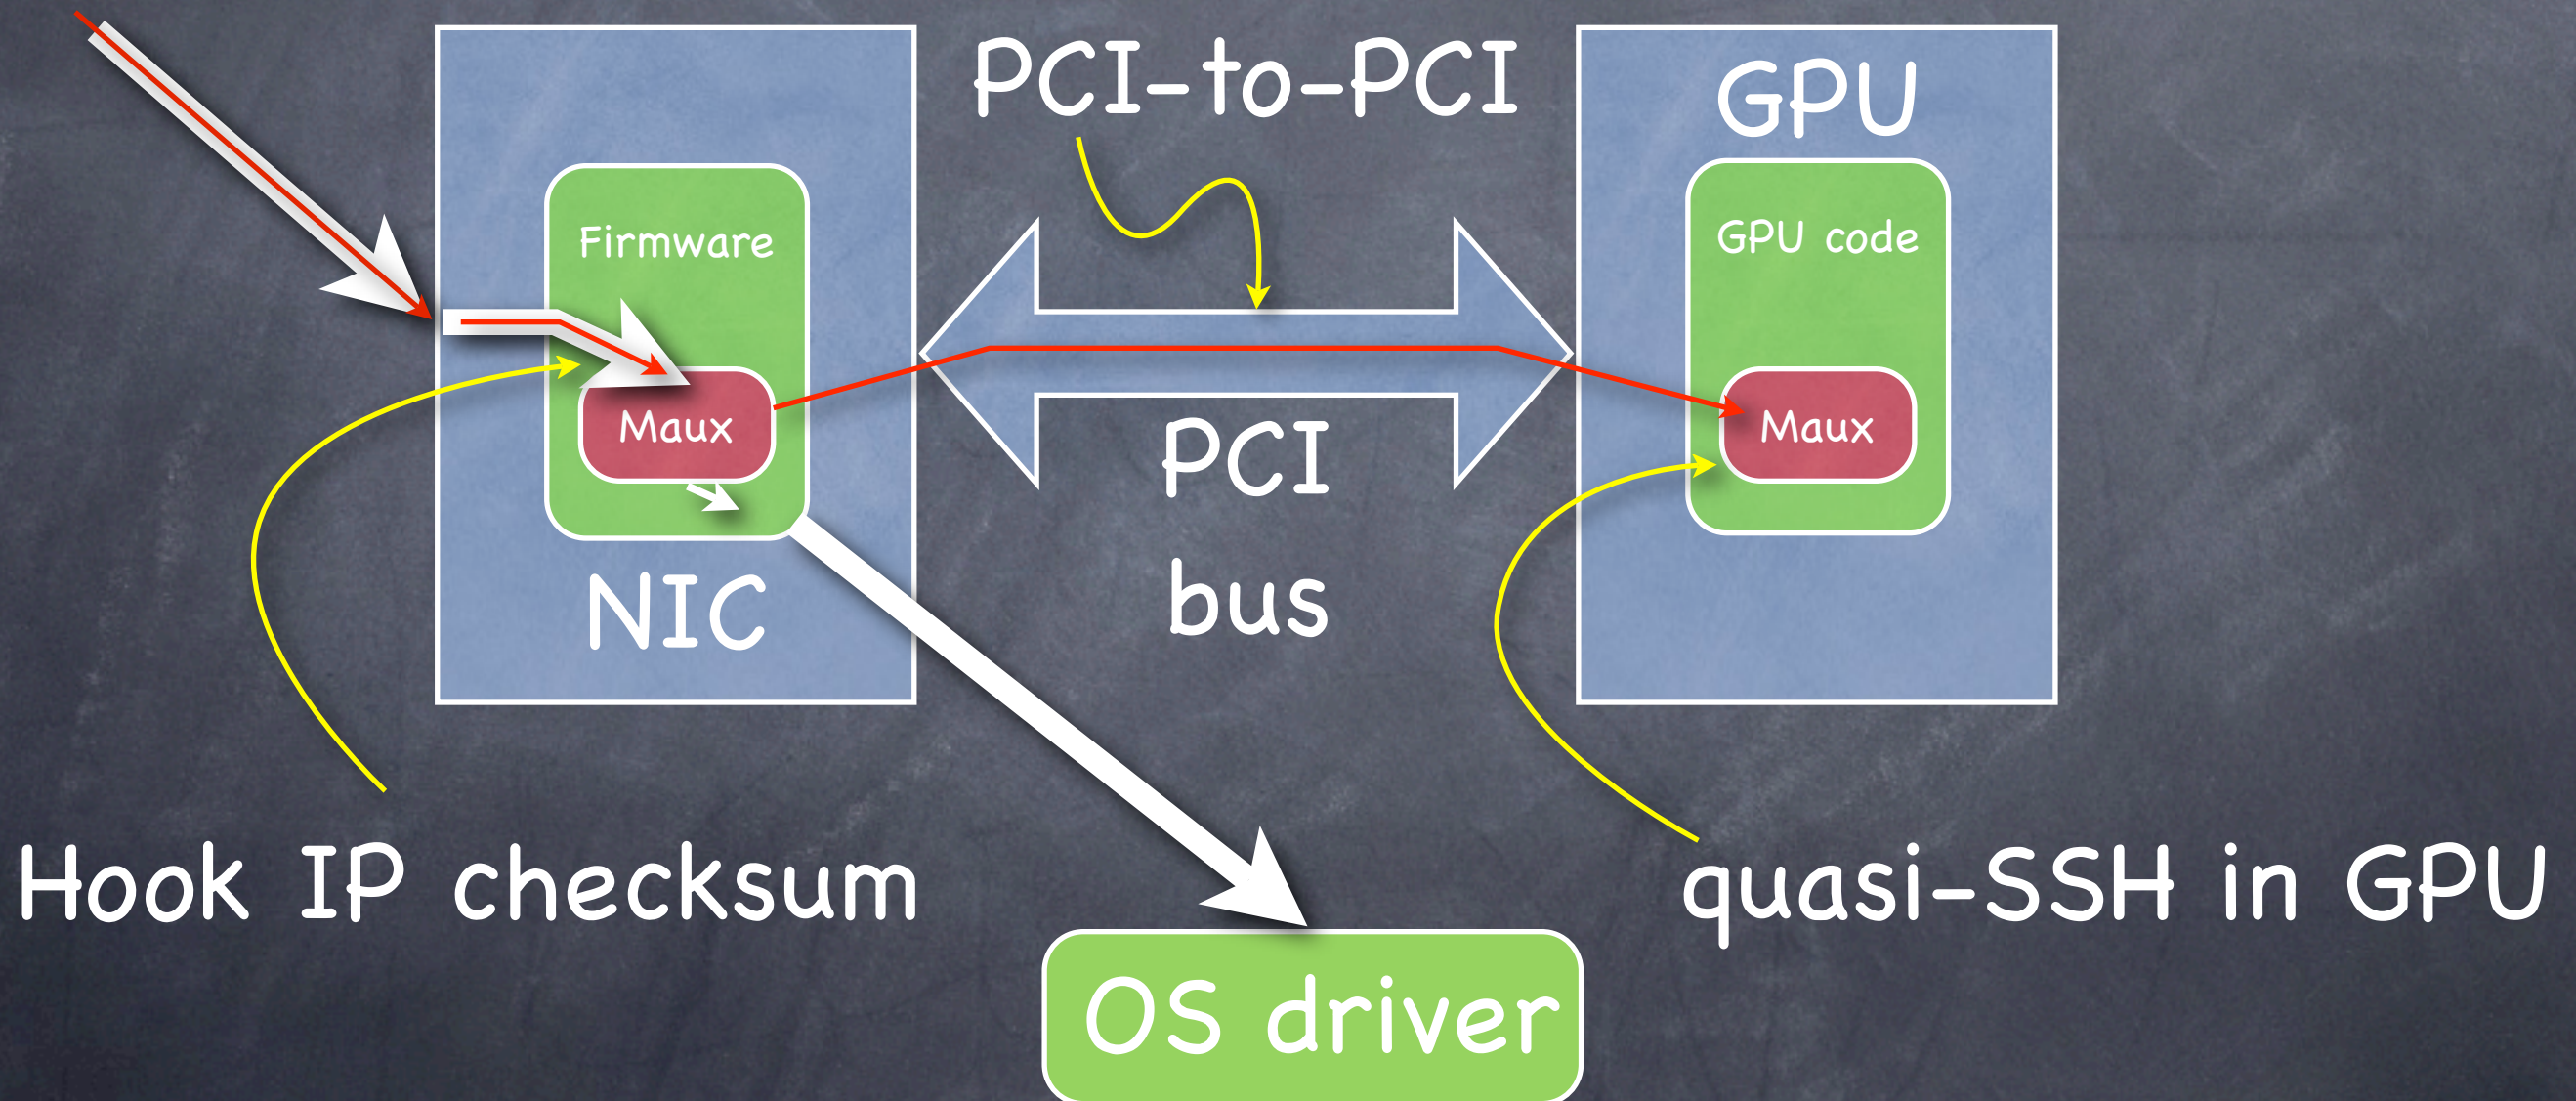 PCI-to-PCI
GPU
Firmware
GPU code
Maux
Maux
PCI
bus
NIC
Hook IP checksum
quasi-SSH in GPU
OS driver